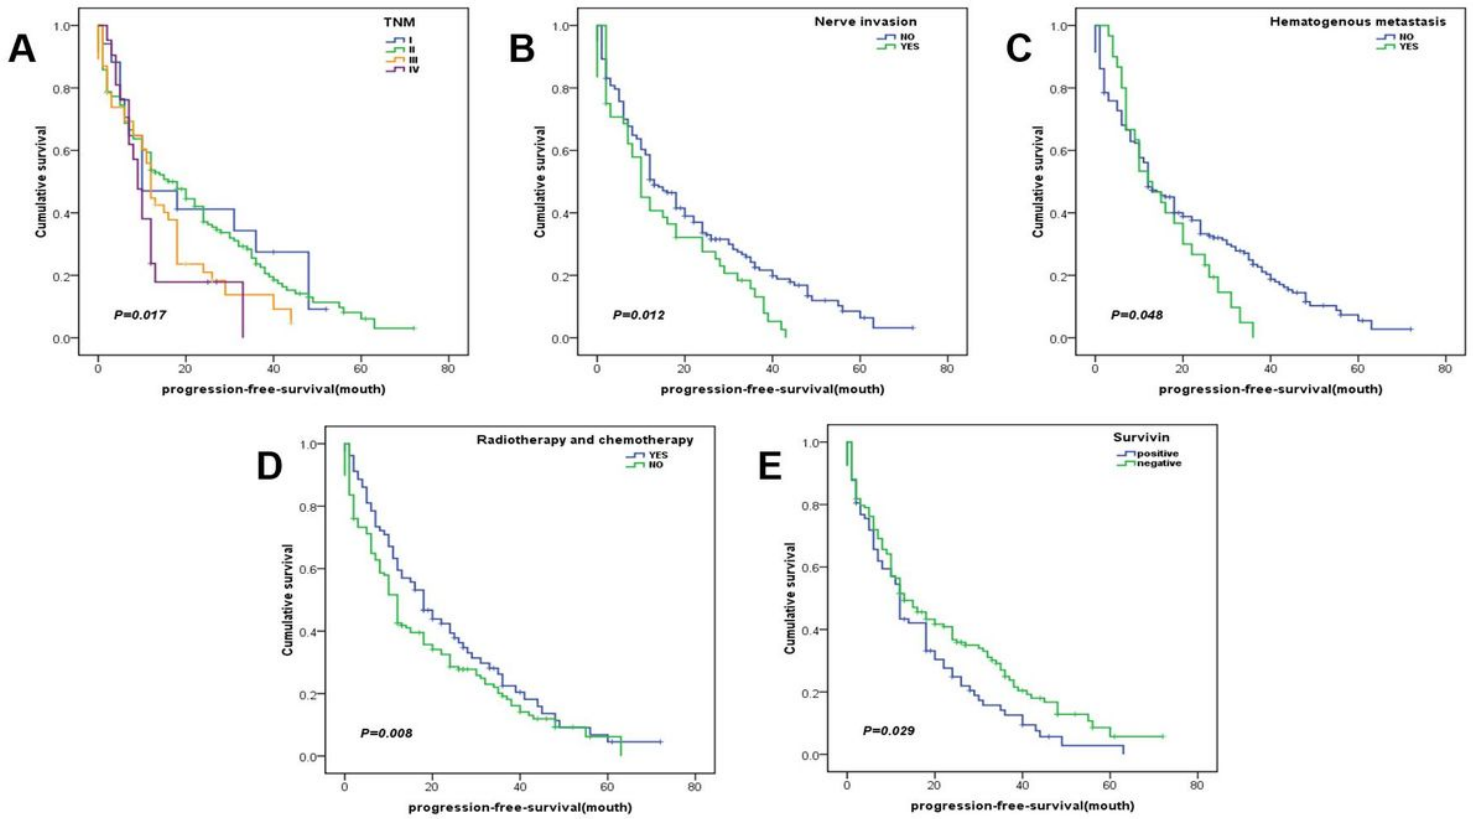 A
TNM
I
II
III
IV
Cumulative survival
1.0
0.8
0.6
0.4
0.2
0.0
P=0.017
0 20 40 60 80
progression-free-survival(mouth)
B
Nerve invasion
NO
YES
Cumulative survival
1.0
0.8
0.6
0.4
0.2
0.0
P=0.012
0 20 40 60 80
progression-free-survival(mouth)
C
Hematogenous metastasis
NO
YES
Cumulative survival
1.0
0.8
0.6
0.4
0.2
0.0
P=0.048
0 20 40 60 80
progression-free-survival(mouth)
D
Radiotherapy and chemotherapy
YES
NO
Cumulative survival
1.0
0.8
0.6
0.4
0.2
0.0
P=0.008
0 20 40 60 80
progression-free-survival(mouth)
E
Survivin
positive
negative
Cumulative survival
1.0
0.8
0.6
0.4
0.2
0.0
P=0.029
0 20 40 60 80
progression-free-survival(mouth)